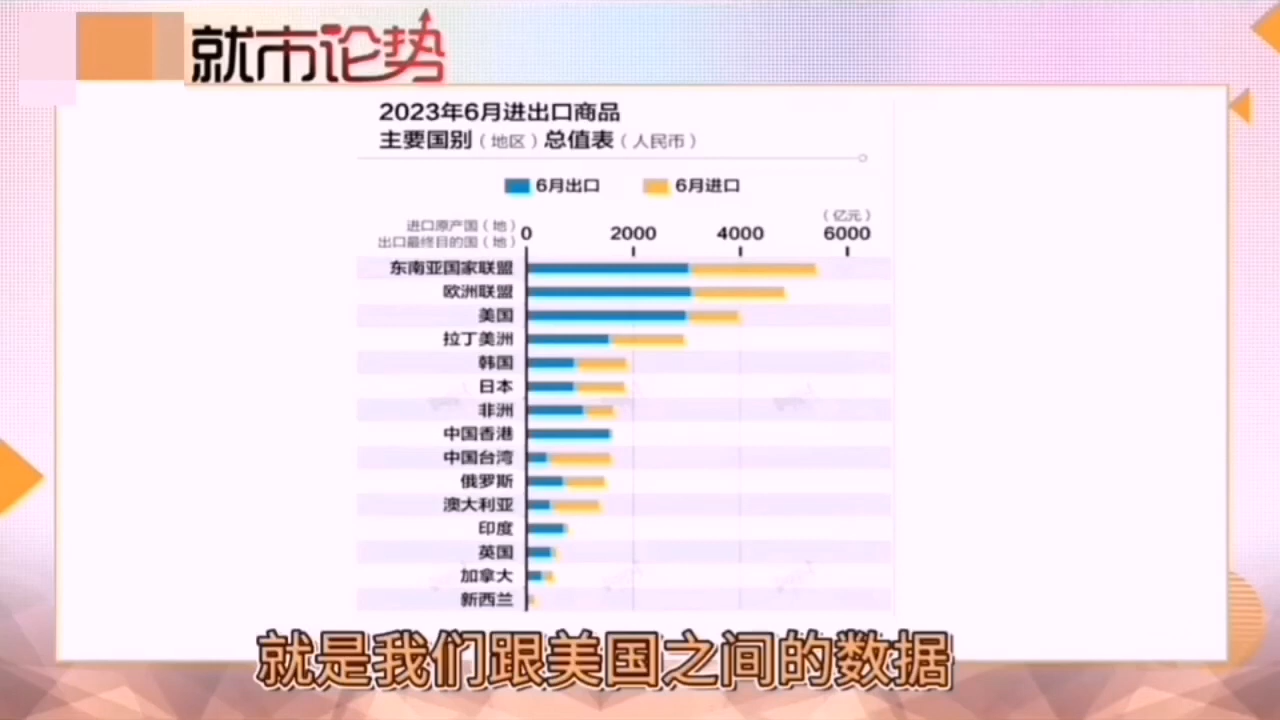 就市论势
2023年6月进出口商品
主要国别（地区）总值表（人民币）
6月出口 6月进口
（亿元）
进口原产国（地）
出口最终目的国（地）
0 2000 4000 6000
东南亚国家联盟
欧洲联盟
美国
拉丁美洲
韩国
日本
非洲
中国香港
中国台湾
俄罗斯
澳大利亚
印度
英国
加拿大
新西兰
就是我们跟美国之间的数据